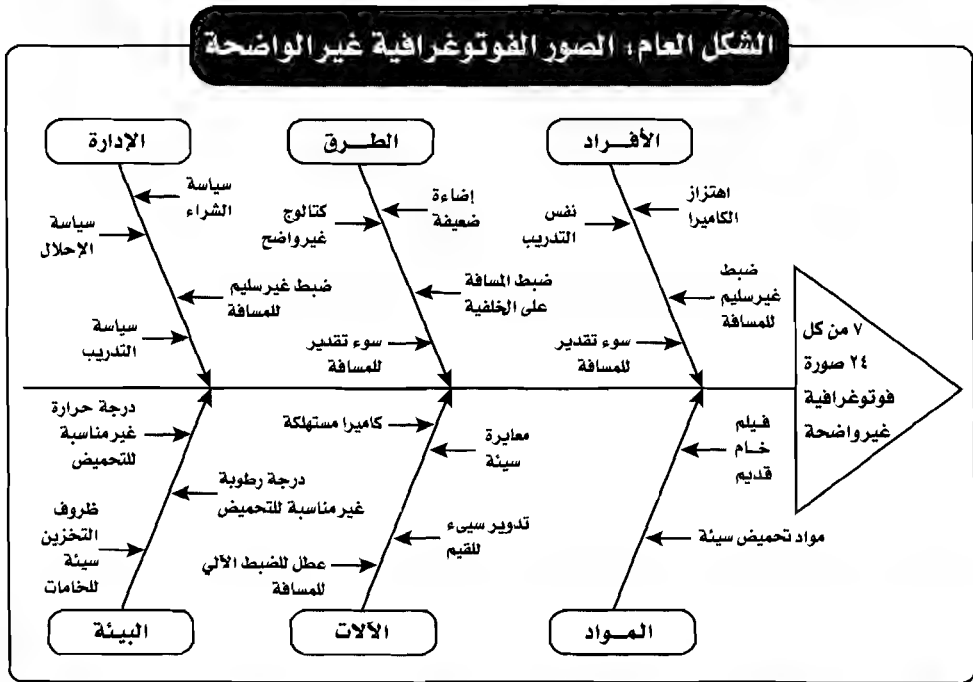 الشكل العام؛ الصور الفوتوغرافية غير الواضحة
الأفراد
الطرق
الإدارة
اهتزاز
الكاميرا
نفس
التدريب
ضبط
غير سليم
للمسافة
سوء تقدير
للمسافة
إضاءة
ضعيفة
كتالوج
غير واضح
ضبط المسافة
على الخلفية
سوء تقدير
للمسافة
سياسة
الشراء
سياسة
الإحلال
ضبط غير سليم
للمسافة
سياسة
التدريب
٧ من كل
٢٤ صورة
فوتوغرافية
غير واضحة
فيلم
خام
قديم
مواد تحميض سيئة
كاميرا مستهلكة
معايرة
سيئة
تدوير سيىء
للقيم
عطل للضبط الآلي
للمسافة
درجة حرارة
غير مناسبة
للتحميض
درجة رطوبة
غير مناسبة للتحميض
ظروف
التخزين
سيئة
للخامات
المواد
الآلات
البيئة